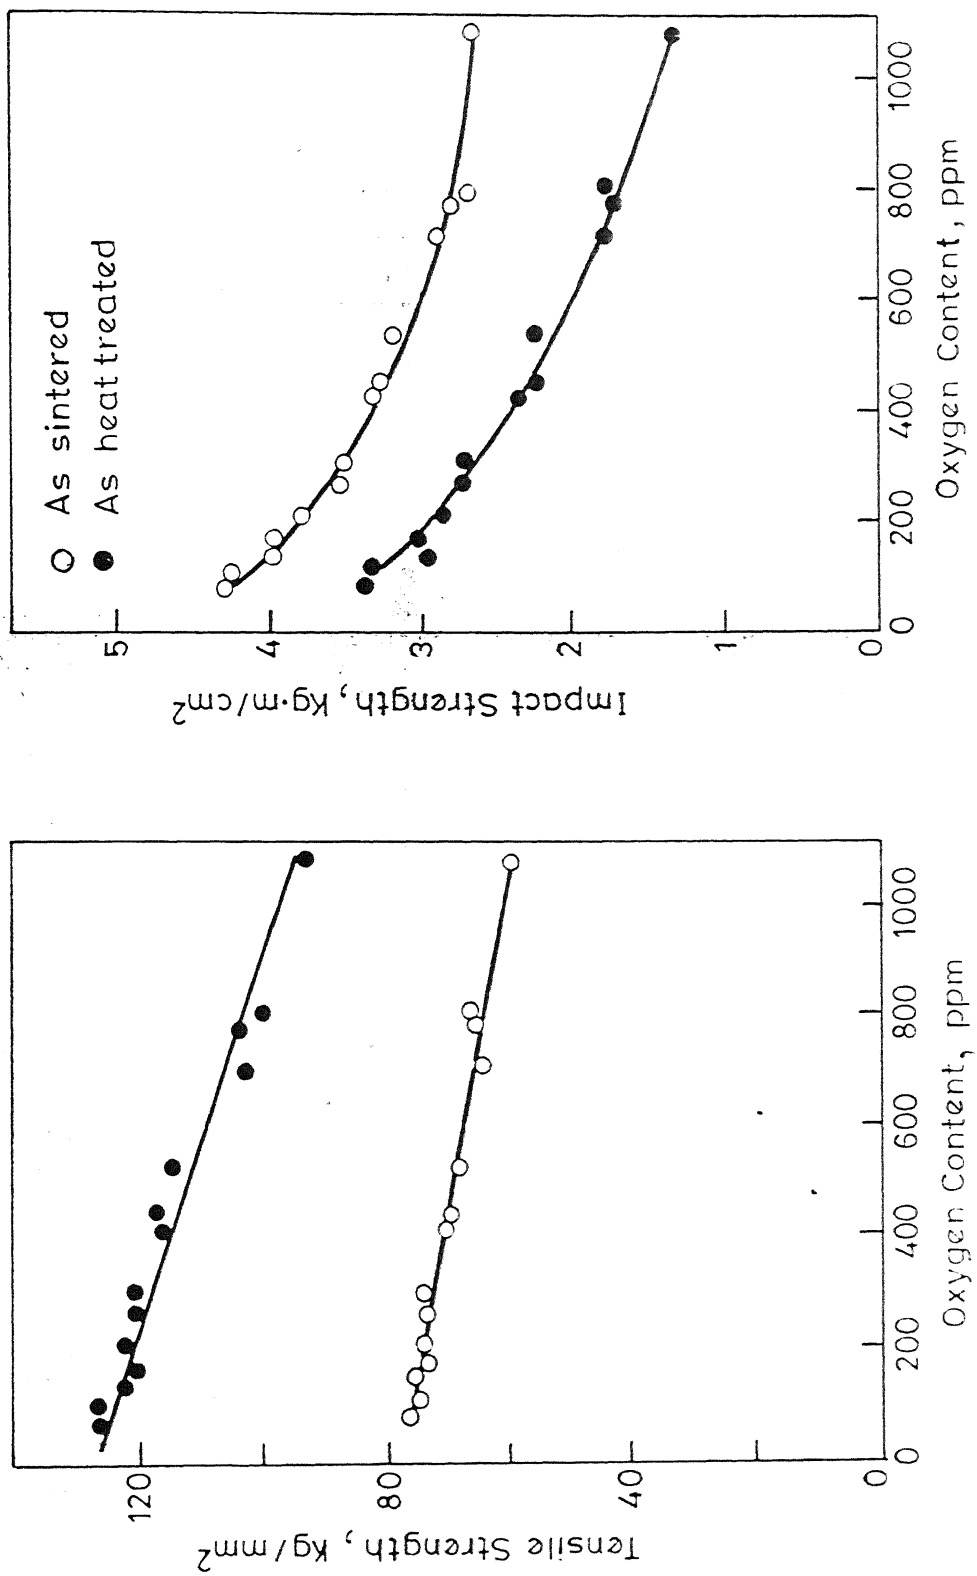 Tensile Strength, Kg/mm²
120
80
40
0
0 200 400 600 800 1000
Oxygen Content, ppm
Impact Strength, Kg·m/cm²
5
4
3
2
1
0
0 200 400 600 800 1000
Oxygen Content, ppm
As sintered
As heat treated